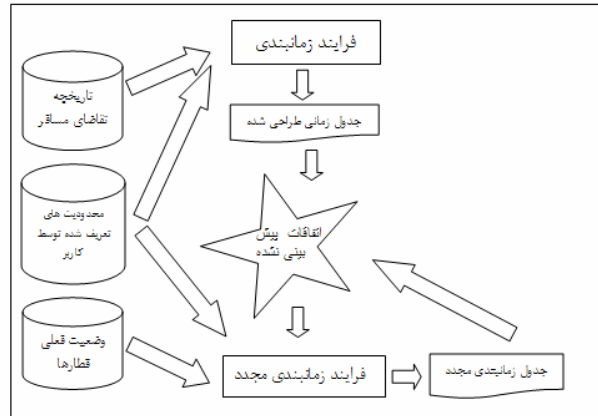 فرایند زمانبندی
تاریخچه
تقاضای مسافر
جدول زمانی طراحی شده
محدودیت های
تعریف شده توسط
کاربر
اتفاقات پیش
بینی نشده
وضعیت فعلی
قطارها
فرایند زمانبندی مجدد
جدول زمانبندی مجدد